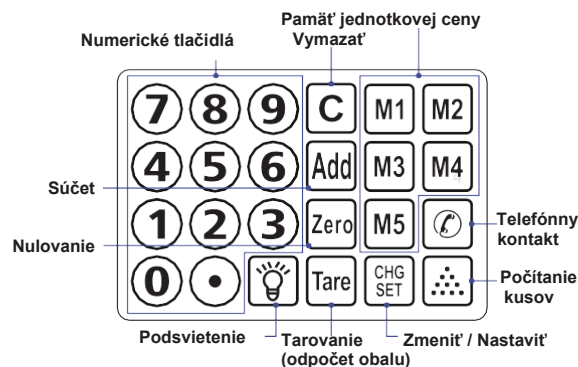 Pamäť jednotkovej ceny
Numerické tlačidlá
Vymazať
7 8 9 C M1 M2
4 5 6 Add M3 M4
Súčet
1 2 3 Zero M5
Telefónny
kontakt
Nulovanie
0 • Tare CHG
SET
Počítanie
kusov
Podsvietenie
Tarovanie
(odpočet obalu)
Zmeniť / Nastaviť